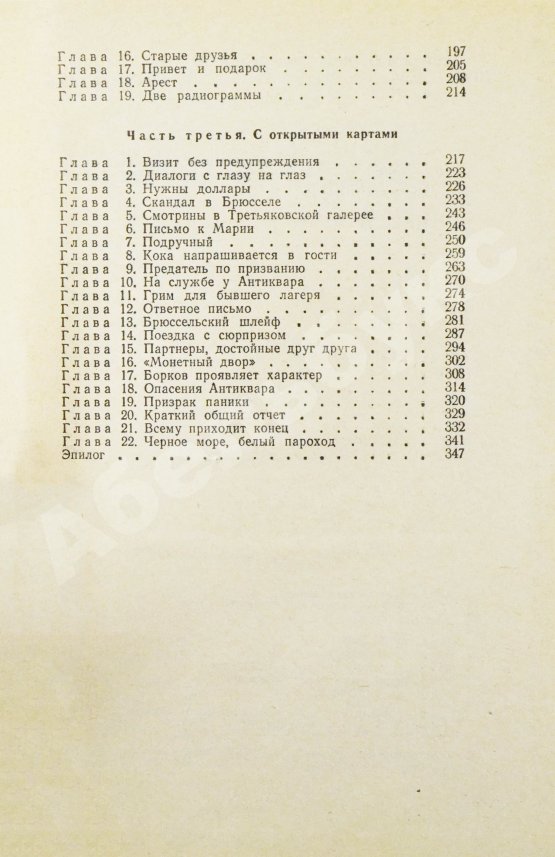 Глава 16. Старые друзья . . . . . . . . . . . 197
Глава 17. Привет и подарок . . . . . . . . . 205
Глава 18. Арест . . . . . . . . . . . . . 208
Глава 19. Две радиограммы . . . . . . . . . 214
Часть третья. С открытыми картами
Глава 1. Визит без предупреждения . . . . . . 217
Глава 2. Диалоги с глазу на глаз . . . . . . . 223
Глава 3. Нужны доллары . . . . . . . . . 226
Глава 4. Скандал в Брюсселе . . . . . . . 233
Глава 5. Смотрины в Третьяковской галерее . . . 243
Глава 6. Письмо к Марии . . . . . . . . . 246
Глава 7. Подручный . . . . . . . . . . . 250
Глава 8. Кока напрашивается в гости . . . . . 259
Глава 9. Предатель по призванию . . . . . . . 263
Глава 10. На службе у Антиквара . . . . . . . 270
Глава 11. Грим для бывшего лагеря . . . . . . 274
Глава 12. Ответное письмо . . . . . . . . . 278
Глава 13. Брюссельский шлейф . . . . . . . . 281
Глава 14. Поездка с сюрпризом . . . . . . . . 287
Глава 15. Партнеры, достойные друг друга . . . . 294
Глава 16. «Монетный двор» . . . . . . . . . 302
Глава 17. Борков проявляет характер . . . . . . 308
Глава 18. Опасения Антиквара . . . . . . . . 314
Глава 19. Призрак паники . . . . . . . . . 320
Глава 20. Краткий общий отчет . . . . . . . . 329
Глава 21. Всему приходит конец . . . . . . . . 332
Глава 22. Черное море, белый пароход . . . . . 341
Эпилог . . . . . . . . . . . . . . . . . 347